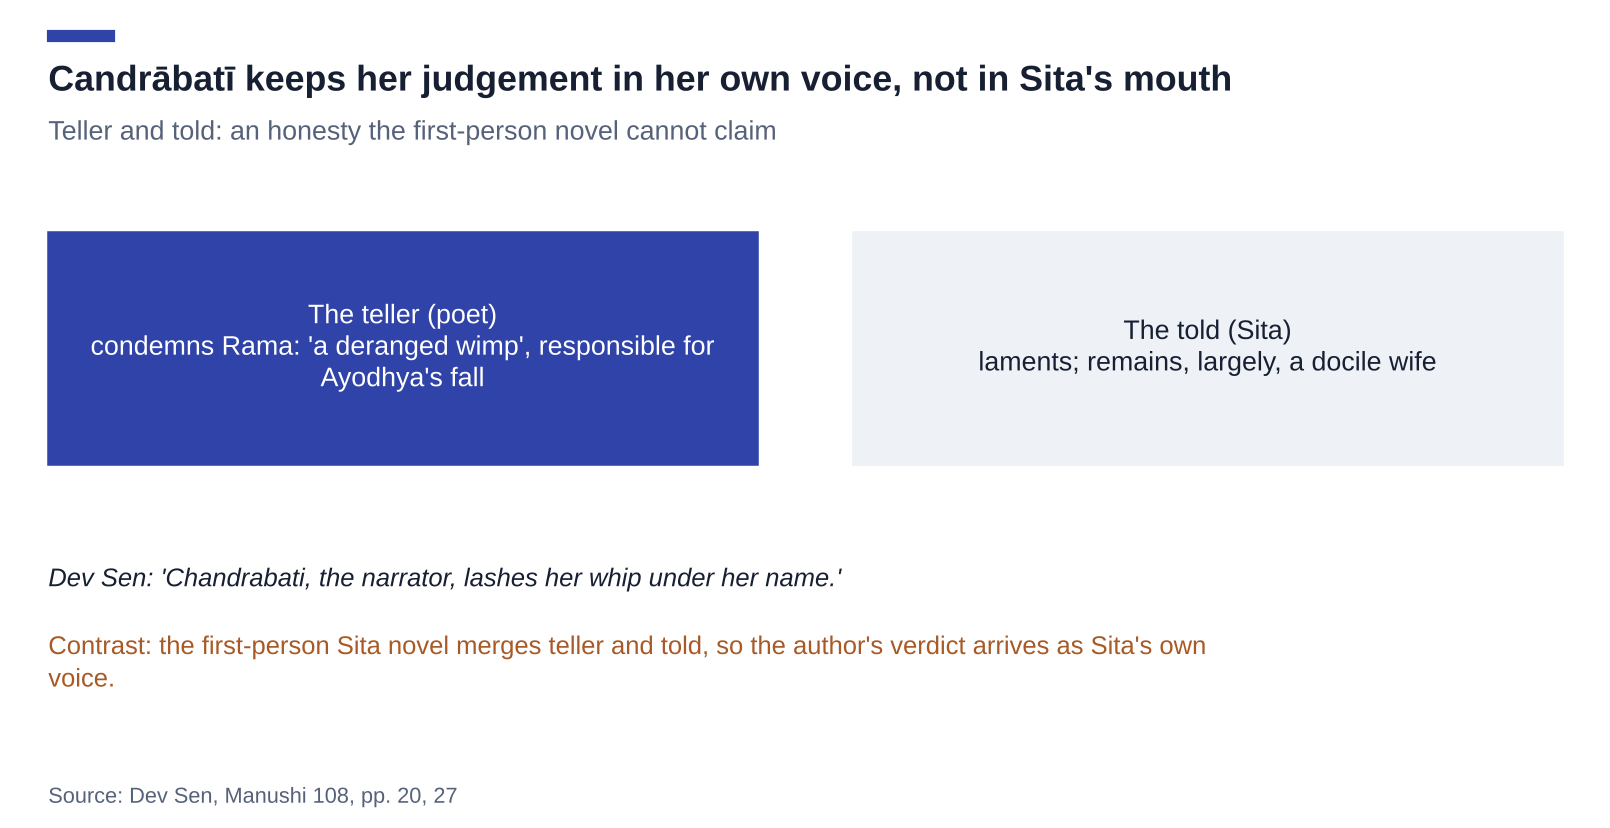 Candrābatī keeps her judgement in her own voice, not in Sita's mouth
Teller and told: an honesty the first-person novel cannot claim
The teller (poet)
condemns Rama: 'a deranged wimp', responsible for
Ayodhya's fall
The told (Sita)
laments; remains, largely, a docile wife
Dev Sen: 'Chandrabati, the narrator, lashes her whip under her name.'
Contrast: the first-person Sita novel merges teller and told, so the author's verdict arrives as Sita's own
voice.
Source: Dev Sen, Manushi 108, pp. 20, 27